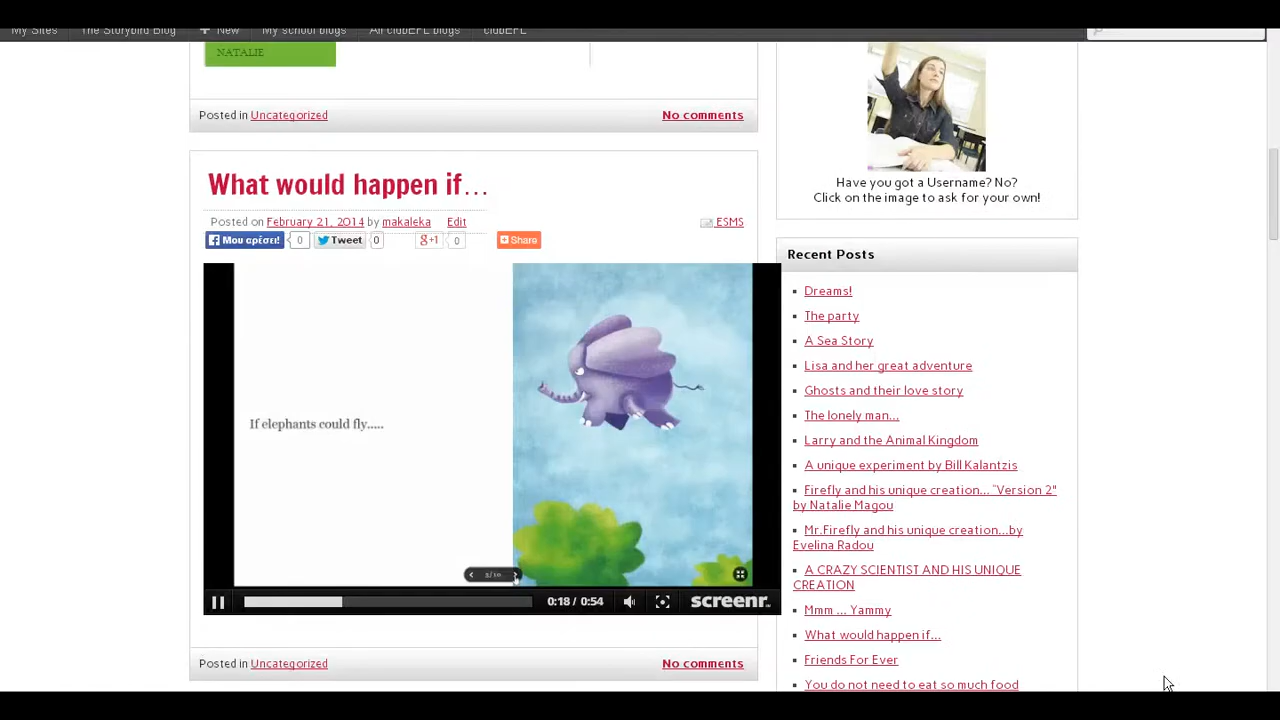 My Sites
The Storybird Blog
New
My school blogs
All clubEFL blogs
clubEFL
NATALIE
Posted in Uncategorized
No comments
What would happen if...
Posted on February 21, 2014 by makaleka Edit
ESMS
Μου αρέσει! 0
Tweet 0
g+1 0
Share
If elephants could fly.....
0:18 / 0:54
screenr
Posted in Uncategorized
No comments
Have you got a Username? No?
Click on the image to ask for your own!
Recent Posts
Dreams!
The party
A Sea Story
Lisa and her great adventure
Ghosts and their love story
The lonely man...
Larry and the Animal Kingdom
A unique experiment by Bill Kalantzis
Firefly and his unique creation... "Version 2"
by Natalie Magou
Mr.Firefly and his unique creation...by
Evelina Radou
A CRAZY SCIENTIST AND HIS UNIQUE
CREATION
Mmm ... Yammy
What would happen if...
Friends For Ever
You do not need to eat so much food